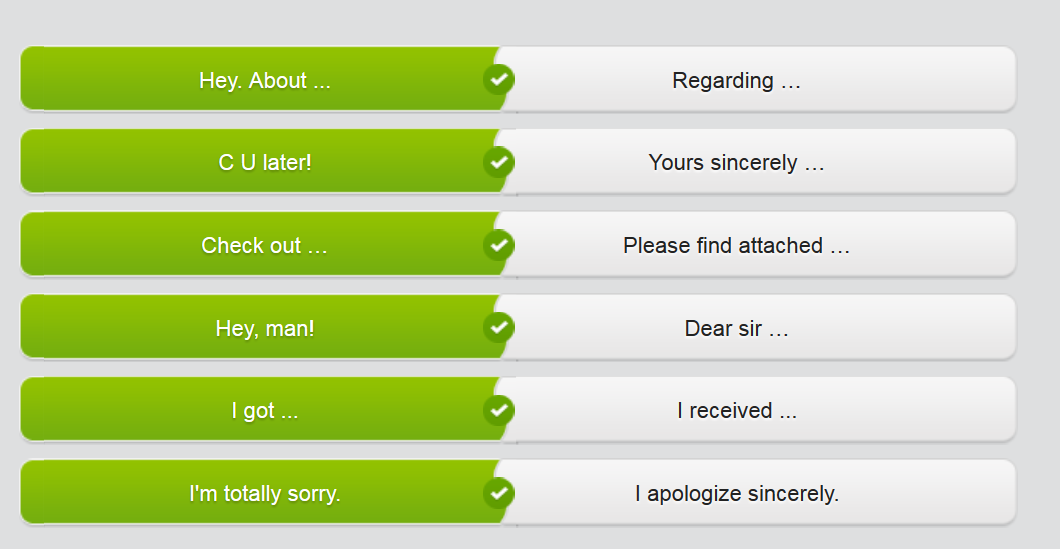 Hey. About ...
Regarding …
C U later!
Yours sincerely …
Check out …
Please find attached …
Hey, man!
Dear sir …
I got ...
I received ...
I'm totally sorry.
I apologize sincerely.